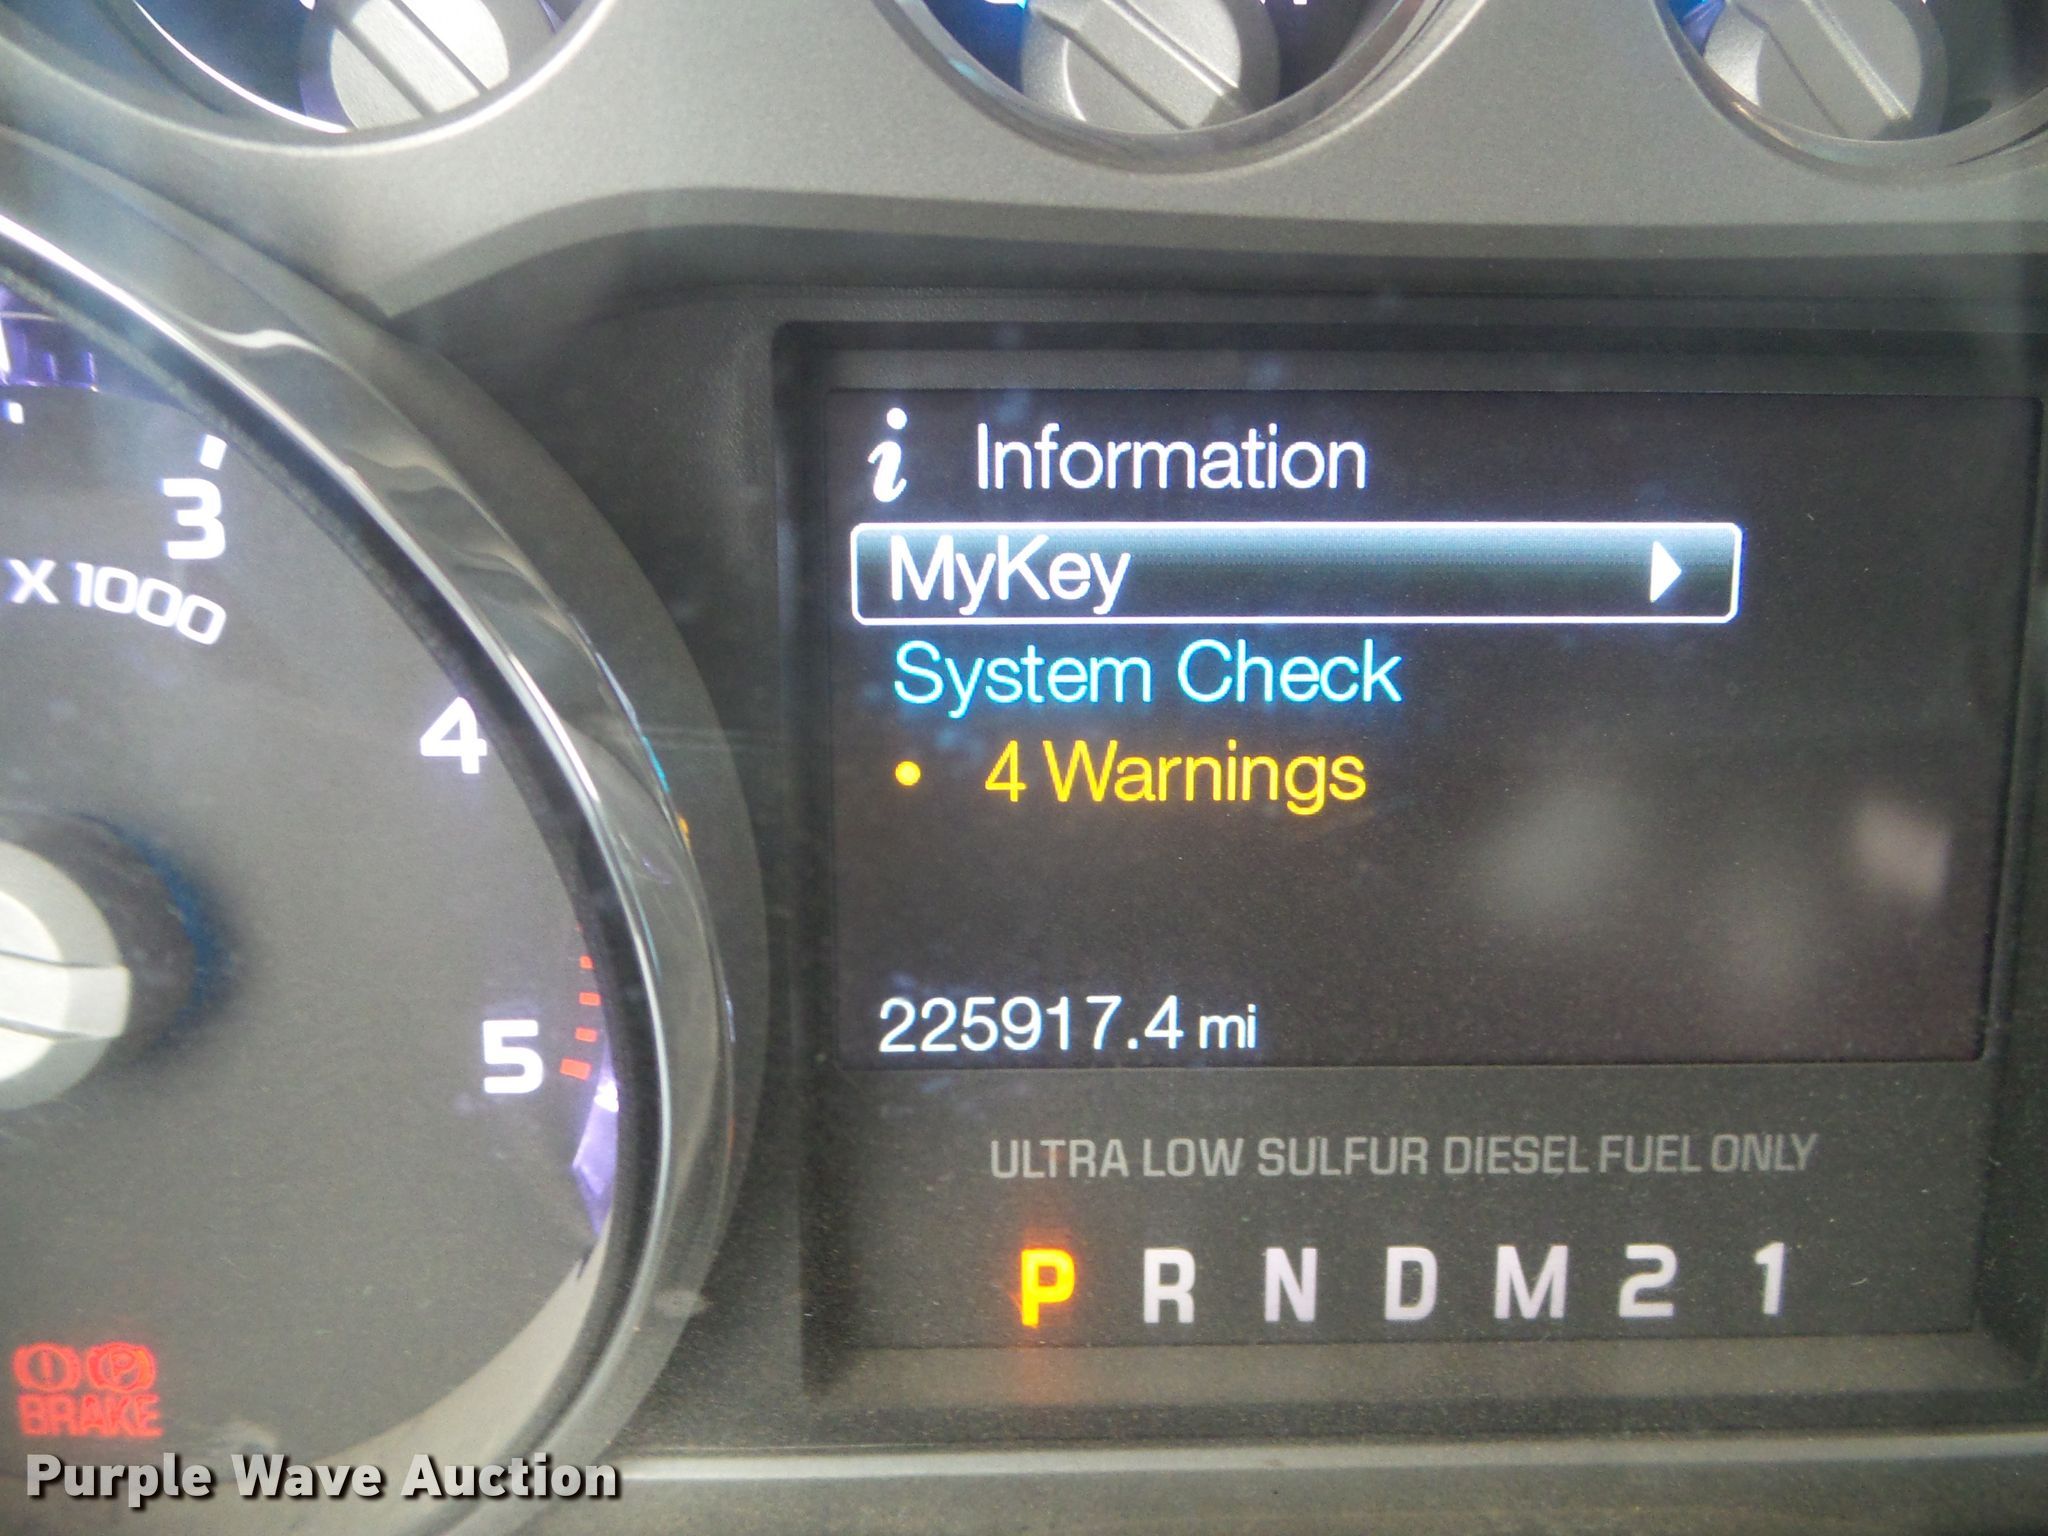 i Information
MyKey
System Check
• 4 Warnings
225917.4 mi
ULTRA LOW SULFUR DIESEL FUEL ONLY
P R N D M 2 1
3
X 1000
4
5
BRAKE
Purple Wave Auction